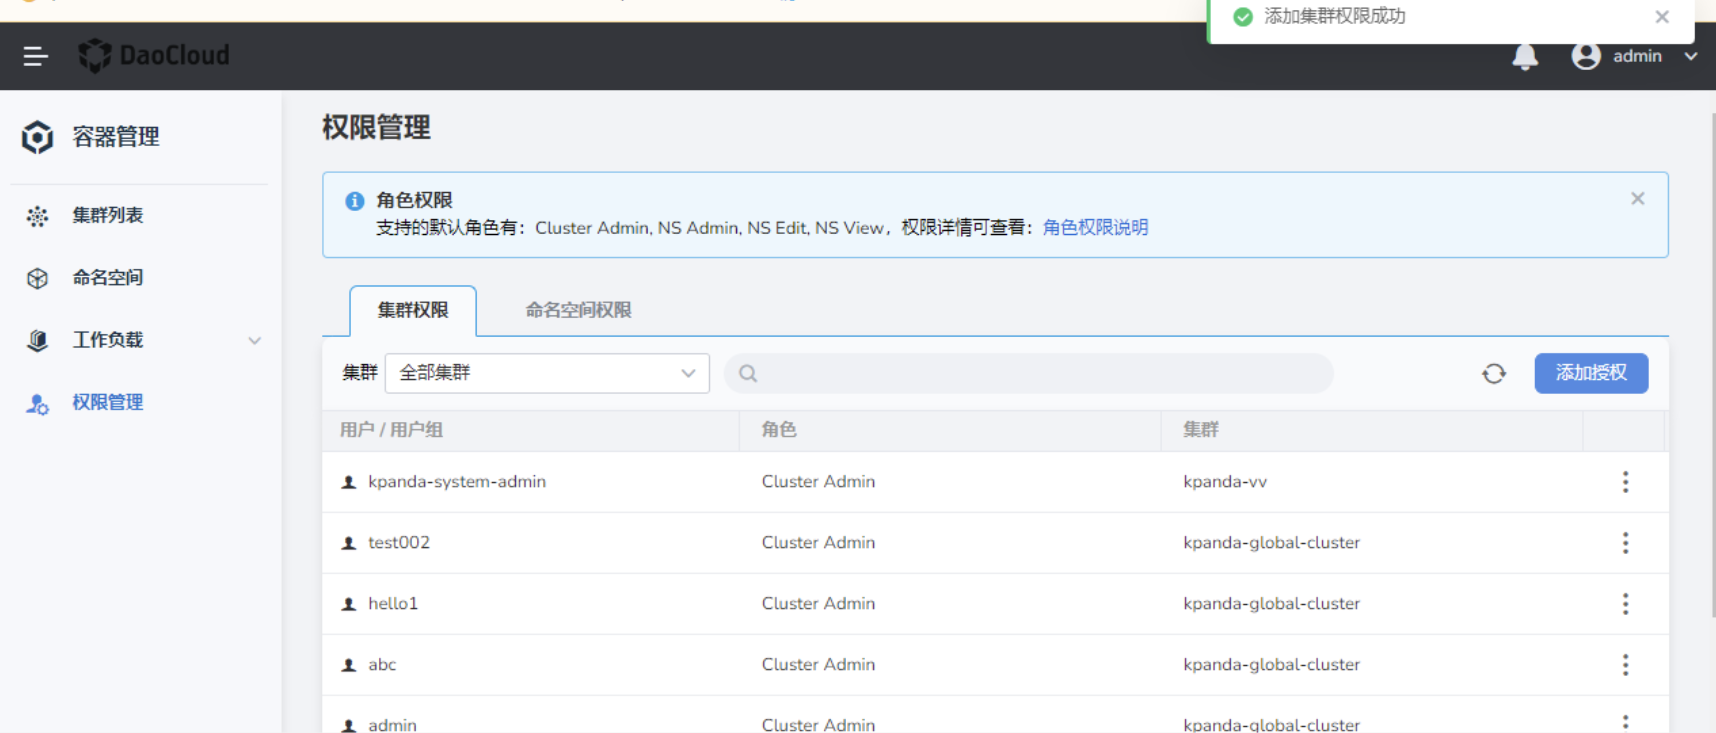 添加集群权限成功
DaoCloud
admin
容器管理
集群列表
命名空间
工作负载
权限管理
权限管理
角色权限
支持的默认角色有：Cluster Admin, NS Admin, NS Edit, NS View，权限详情可查看：角色权限说明
集群权限 命名空间权限
集群 全部集群 添加授权
用户 / 用户组 角色 集群
kpanda-system-admin Cluster Admin kpanda-vv
test002 Cluster Admin kpanda-global-cluster
hello1 Cluster Admin kpanda-global-cluster
abc Cluster Admin kpanda-global-cluster
admin Cluster Admin kpanda-global-cluster